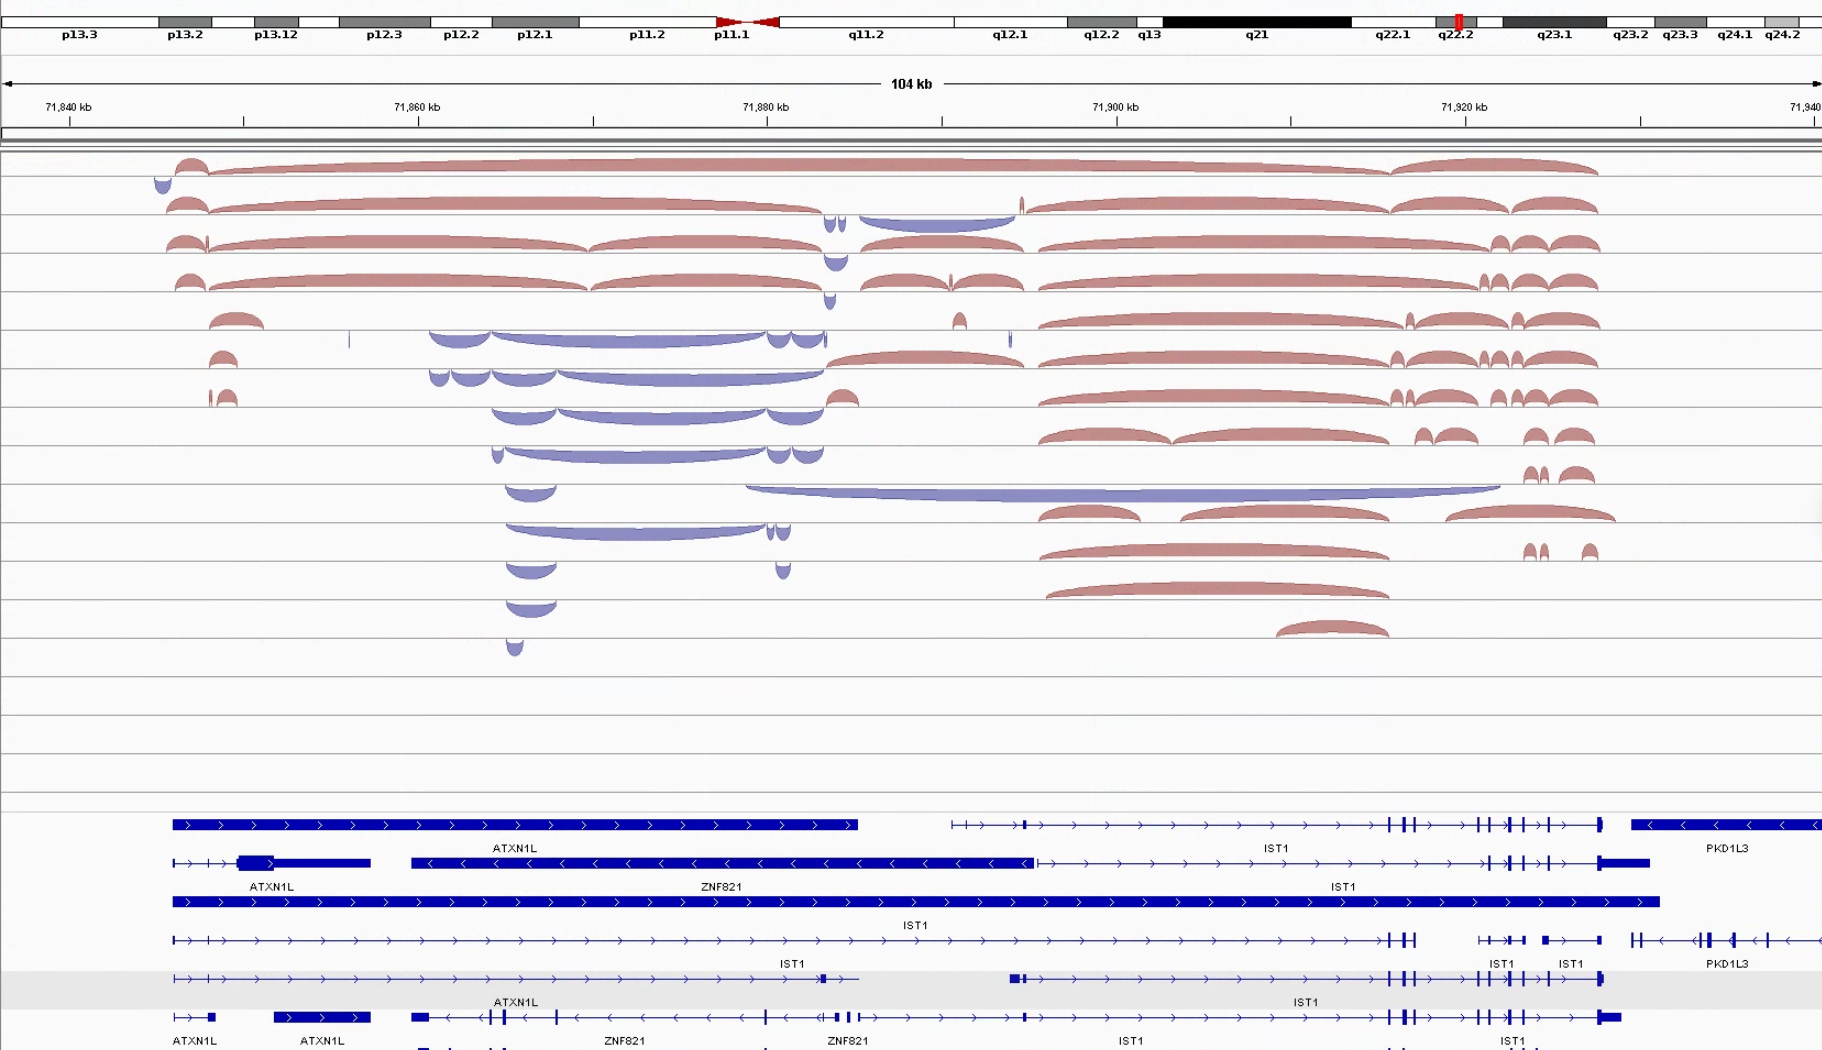 p13.3 p13.2 p13.12 p12.3 p12.2 p12.1 p11.2 p11.1 q11.2 q12.1 q12.2 q13 q21 q22.1 q22.2 q23.1 q23.2 q23.3 q24.1 q24.2
104 kb
71,840 kb 71,860 kb 71,880 kb 71,900 kb 71,920 kb 71,940
ATXN1L IST1 PKD1L3
ATXN1L ZNF821 IST1
IST1
IST1 IST1 IST1 PKD1L3
ATXN1L IST1
ATXN1L ATXN1L ZNF821 ZNF821 IST1 IST1